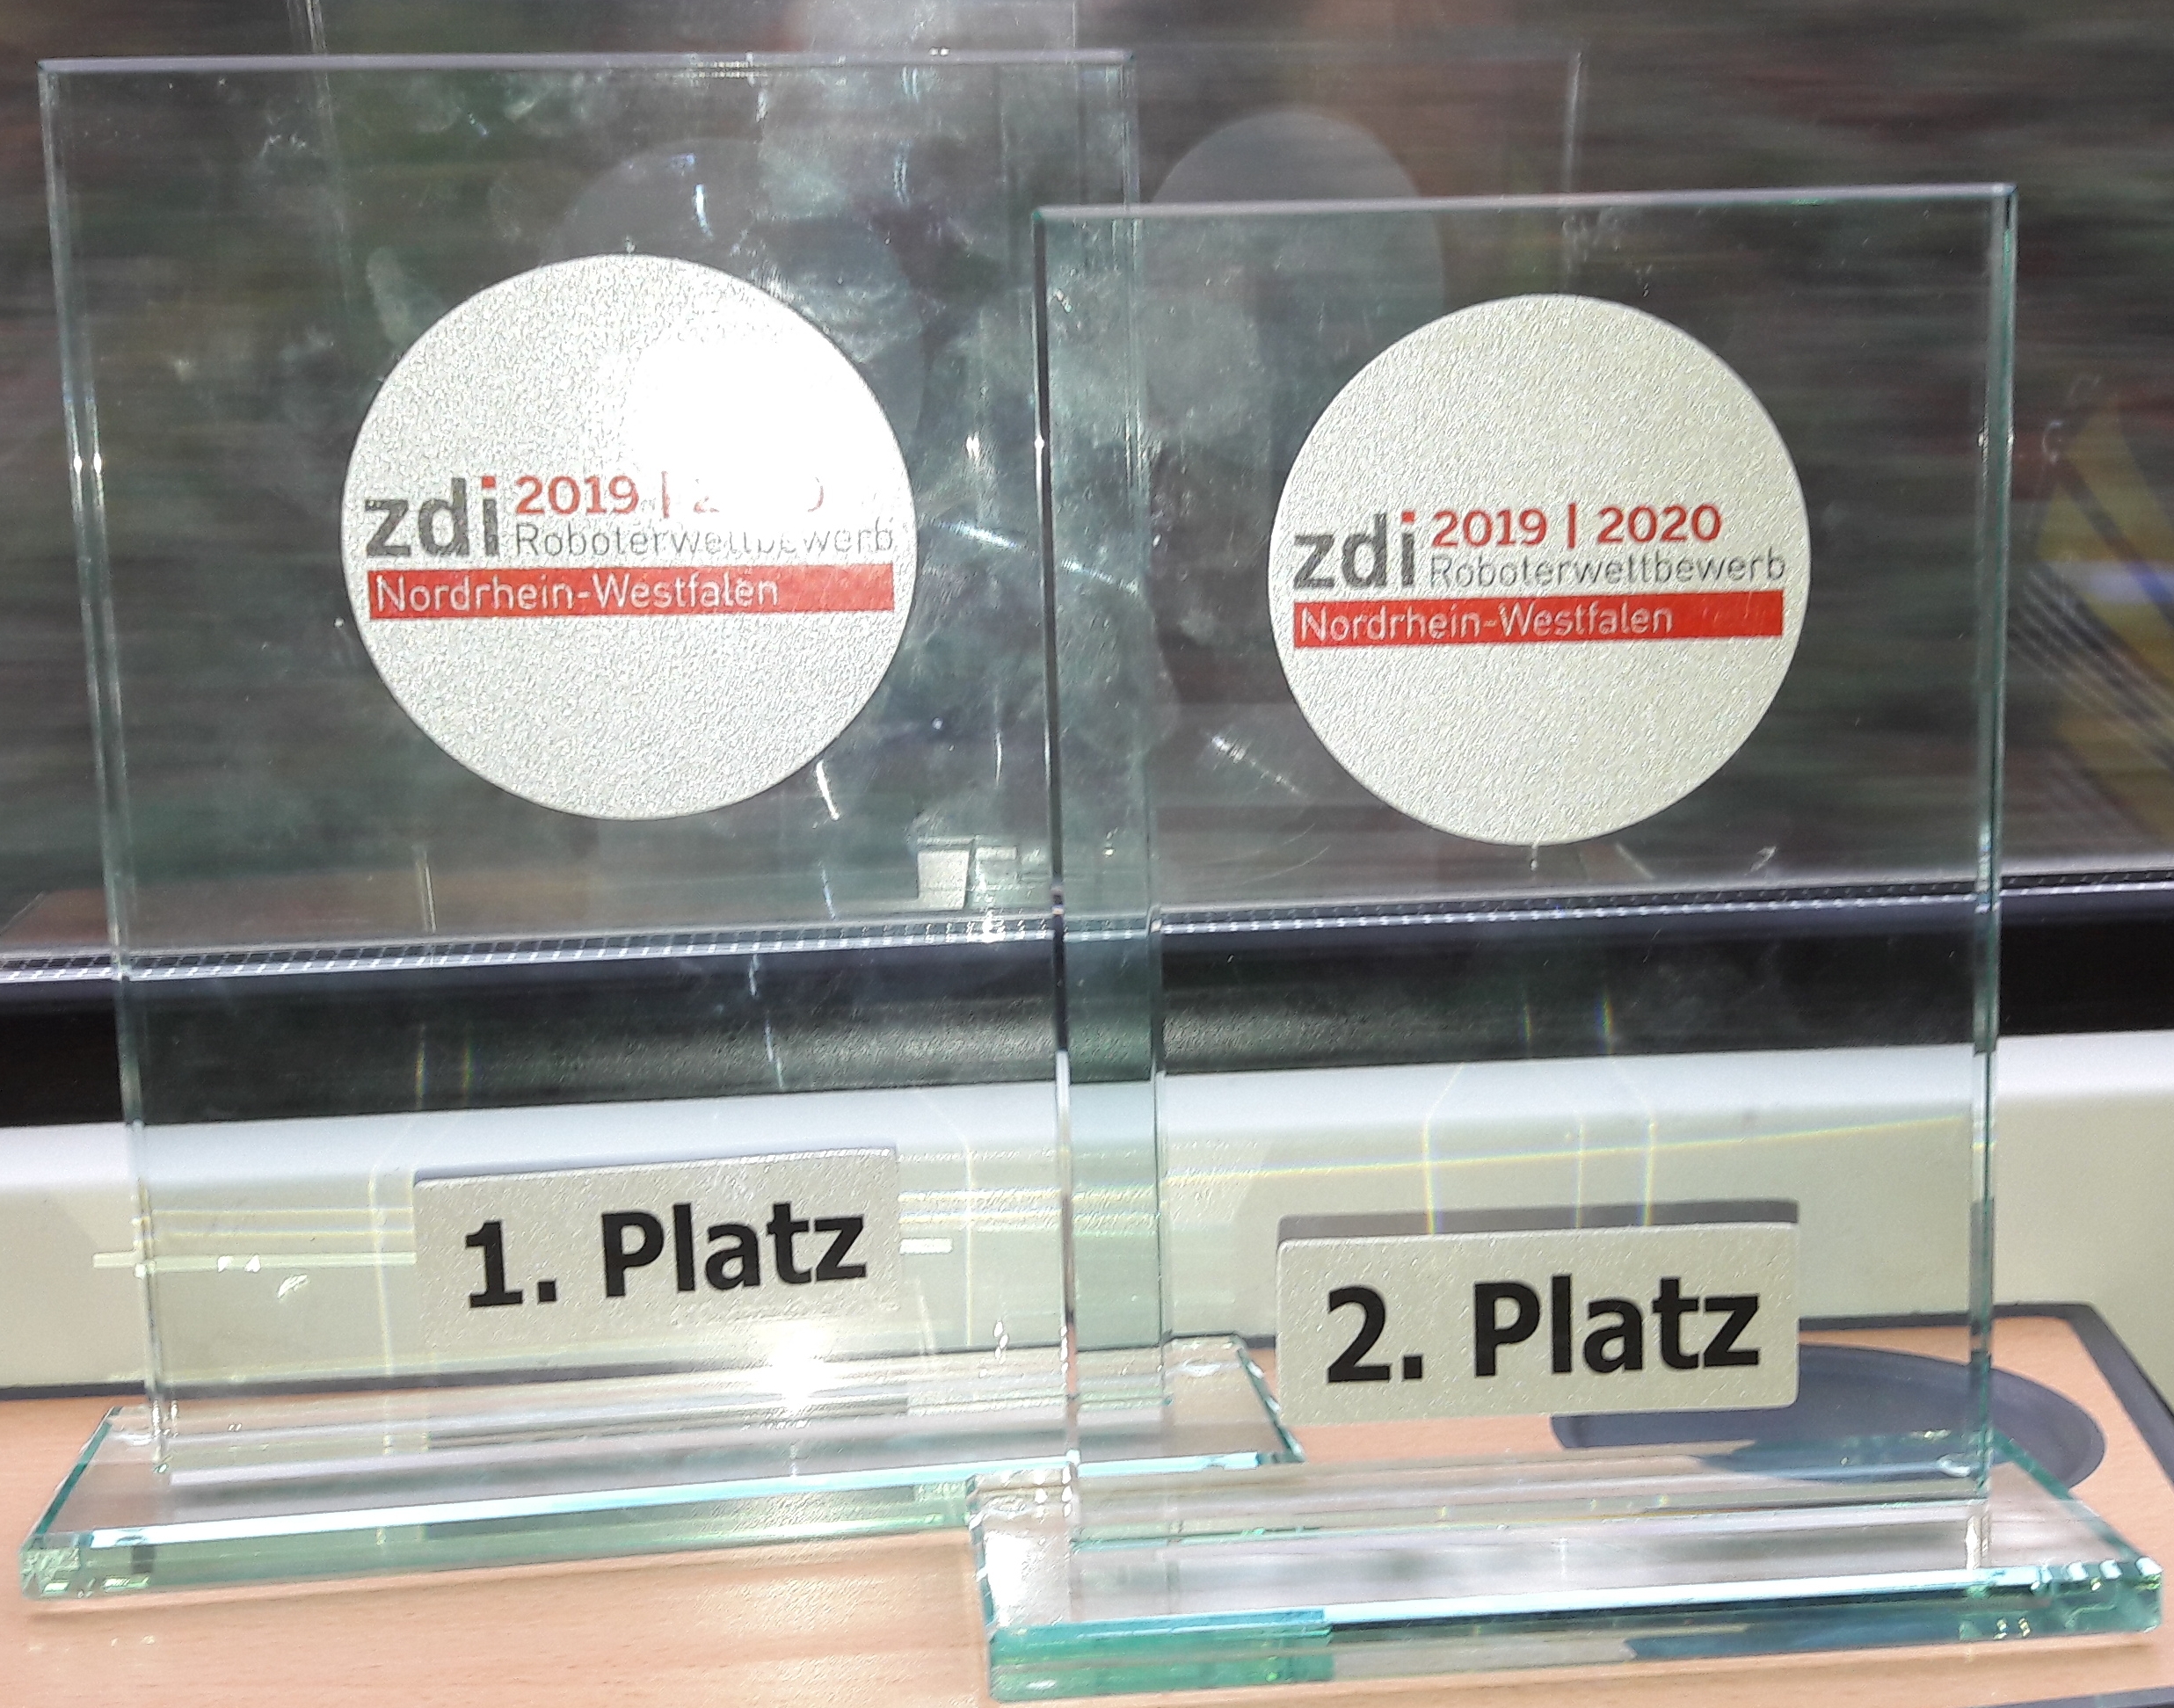 zdi 2019 |
Roboterwettbewerb
Nordrhein-Westfalen
1. Platz
zdi 2019 | 2020
Roboterwettbewerb
Nordrhein-Westfalen
2. Platz